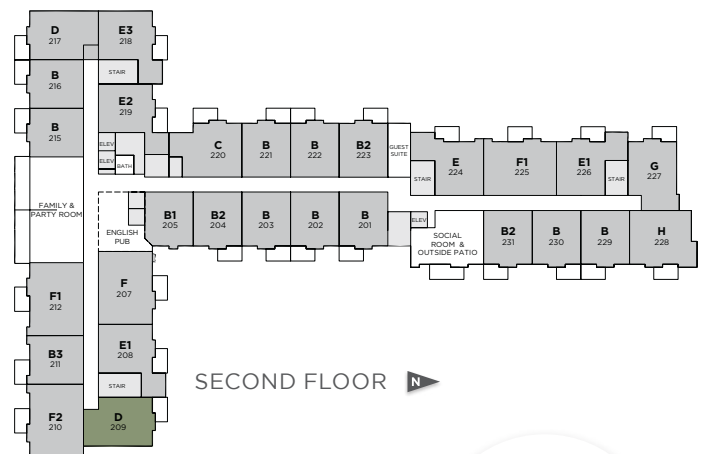 D
217
E3
218
STAIR
B
216
E2
219
B
215
ELEV
ELEV
BATH
C
220
B
221
B
222
B2
223
GUEST
SUITE
E
224
F1
225
E1
226
G
227
STAIR
STAIR
FAMILY &
PARTY ROOM
ENGLISH
PUB
B1
205
B2
204
B
203
B
202
B
201
ELEV
SOCIAL
ROOM &
OUTSIDE PATIO
B2
231
B
230
B
229
H
228
F1
212
F
207
B3
211
E1
208
STAIR
F2
210
D
209
SECOND FLOOR
N